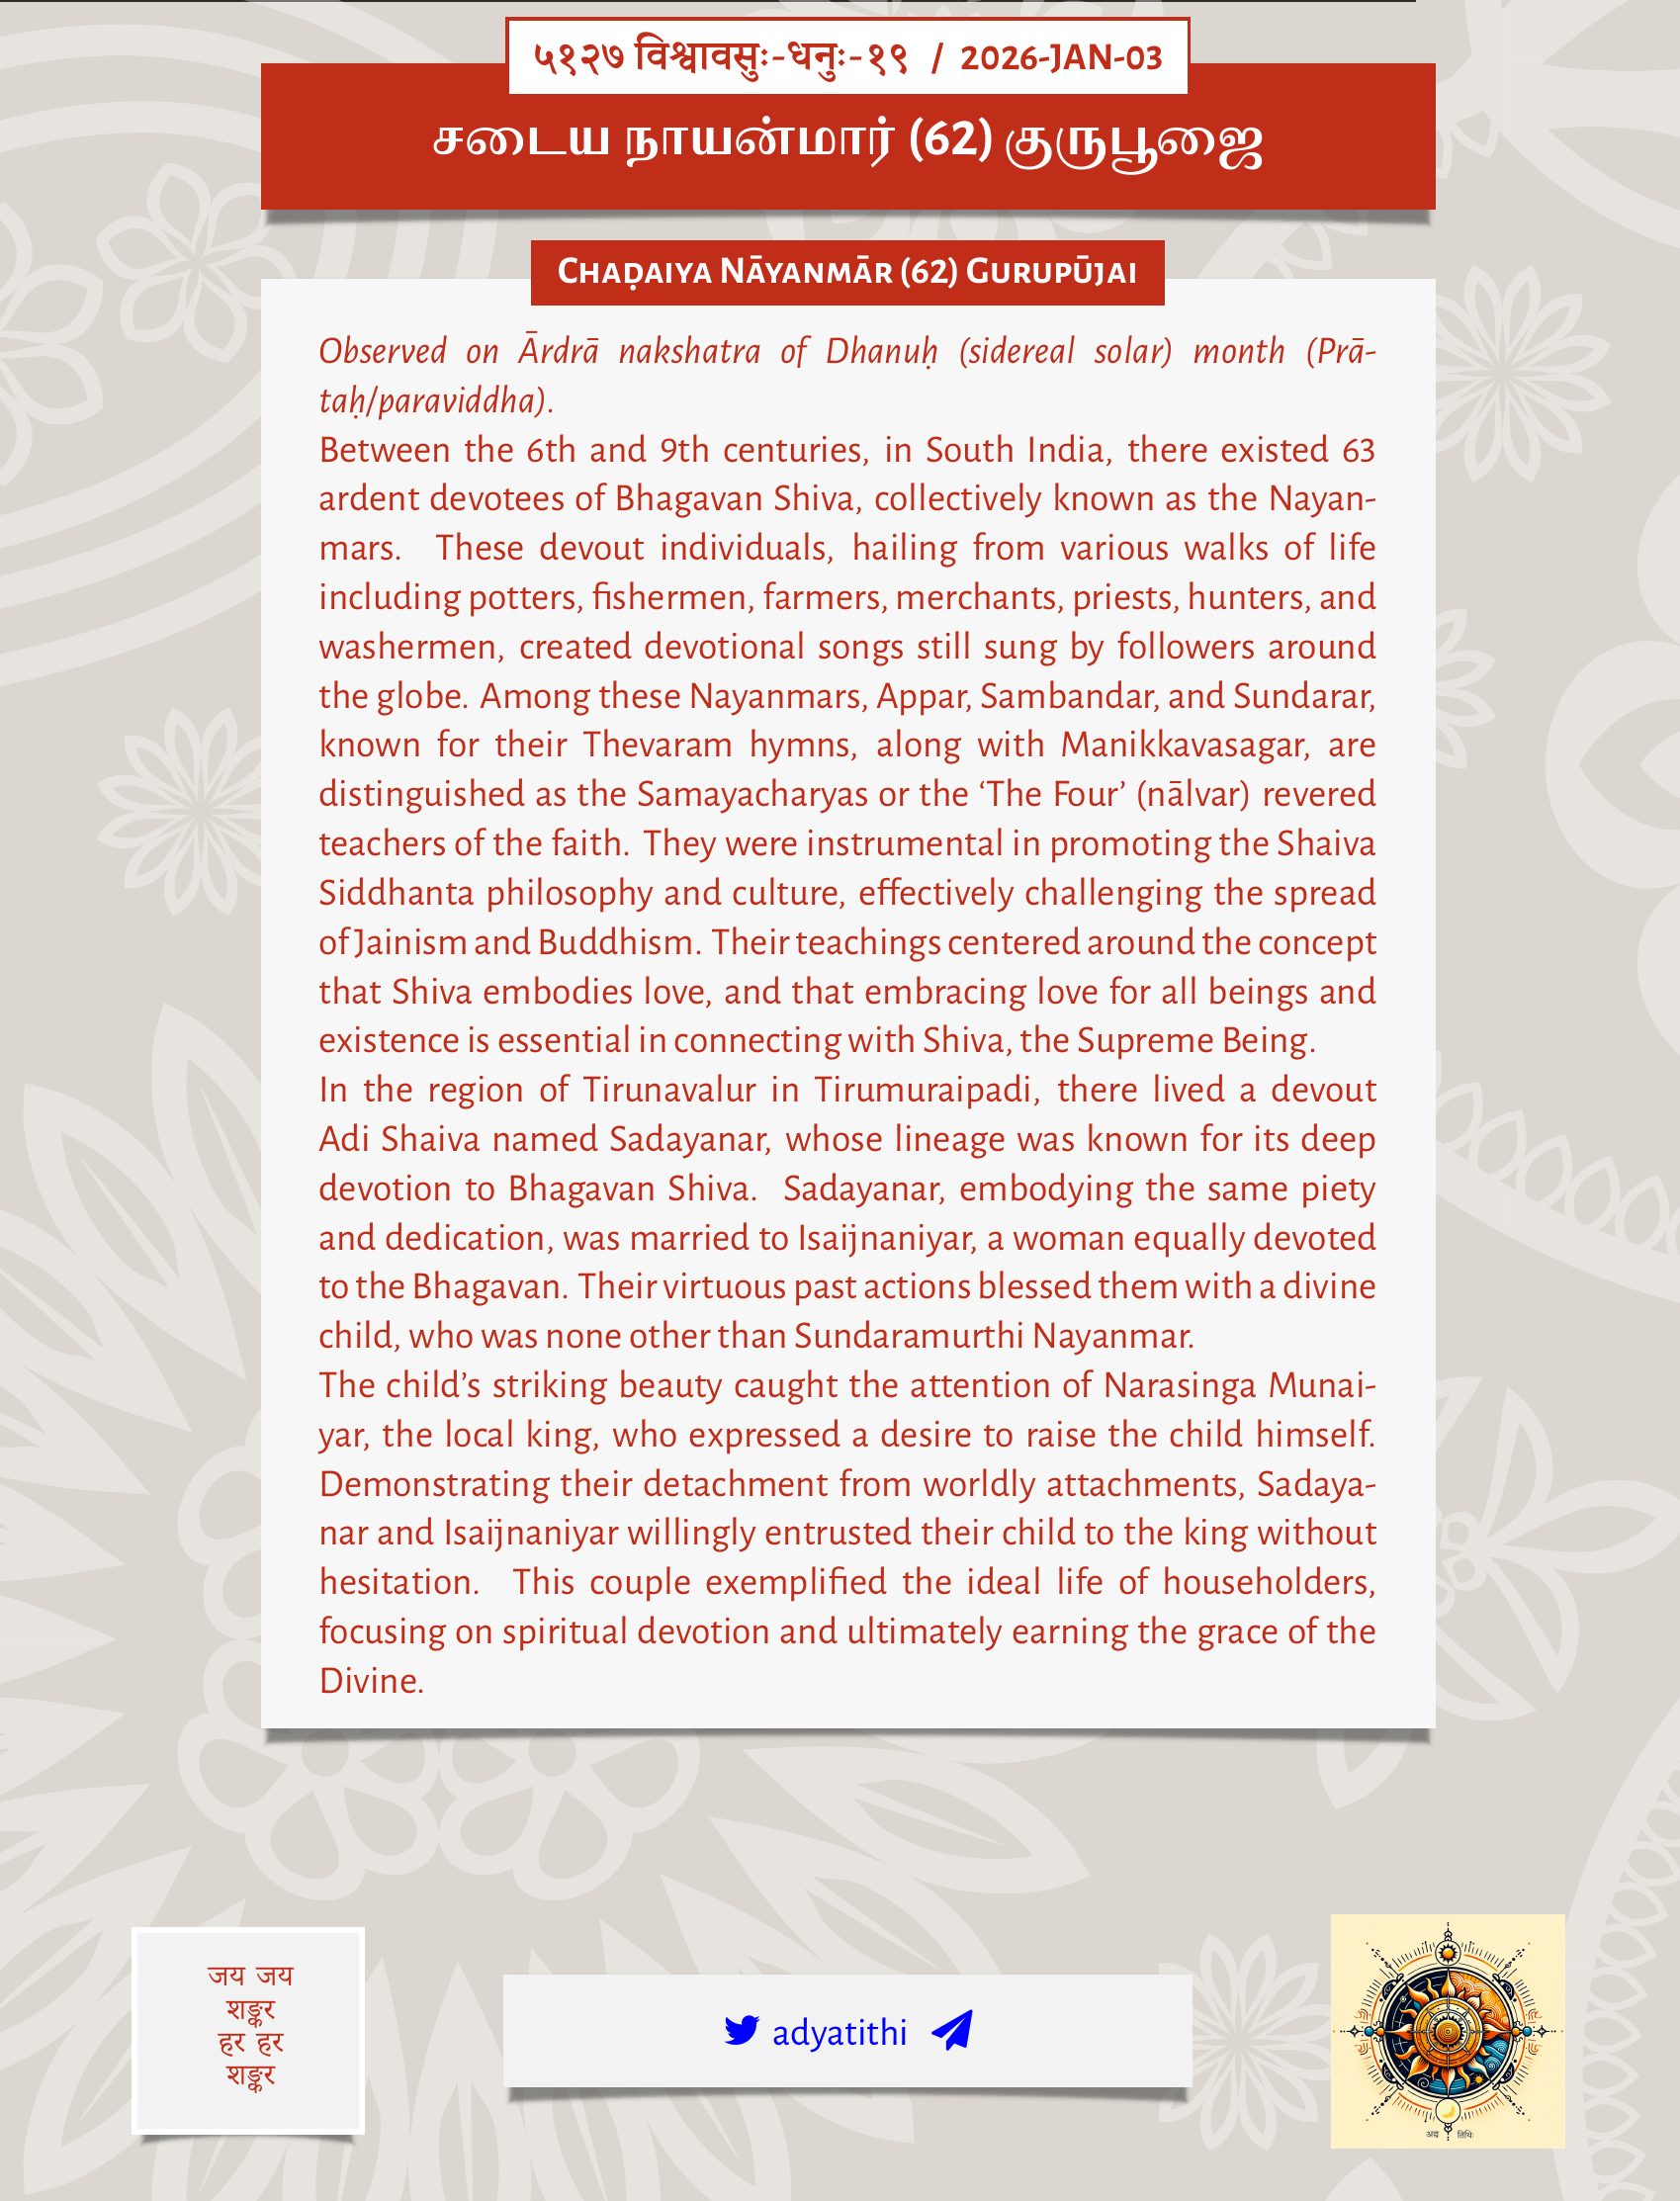 ५१२७ विश्वावसुः-धनुः-१९ / 2026-JAN-03
சடைய நாயன்மார் (62) குருபூஜை
Chaḍaiya Nāyanmār (62) Gurupūjai
Observed on Ārdrā nakshatra of Dhanuḥ (sidereal solar) month (Prā-
taḥ/paraviddha).
Between the 6th and 9th centuries, in South India, there existed 63
ardent devotees of Bhagavan Shiva, collectively known as the Nayan-
mars. These devout individuals, hailing from various walks of life
including potters, fishermen, farmers, merchants, priests, hunters, and
washermen, created devotional songs still sung by followers around
the globe. Among these Nayanmars, Appar, Sambandar, and Sundarar,
known for their Thevaram hymns, along with Manikkavasagar, are
distinguished as the Samayacharyas or the ‘The Four’ (nālvar) revered
teachers of the faith. They were instrumental in promoting the Shaiva
Siddhanta philosophy and culture, effectively challenging the spread
of Jainism and Buddhism. Their teachings centered around the concept
that Shiva embodies love, and that embracing love for all beings and
existence is essential in connecting with Shiva, the Supreme Being.
In the region of Tirunavalur in Tirumuraipadi, there lived a devout
Adi Shaiva named Sadayanar, whose lineage was known for its deep
devotion to Bhagavan Shiva. Sadayanar, embodying the same piety
and dedication, was married to Isaijnaniyar, a woman equally devoted
to the Bhagavan. Their virtuous past actions blessed them with a divine
child, who was none other than Sundaramurthi Nayanmar.
The child’s striking beauty caught the attention of Narasinga Munai-
yar, the local king, who expressed a desire to raise the child himself.
Demonstrating their detachment from worldly attachments, Sadaya-
nar and Isaijnaniyar willingly entrusted their child to the king without
hesitation. This couple exemplified the ideal life of householders,
focusing on spiritual devotion and ultimately earning the grace of the
Divine.
जय जय
शङ्कर
हर हर
शङ्कर
adyatithi
अद्य तिथिः